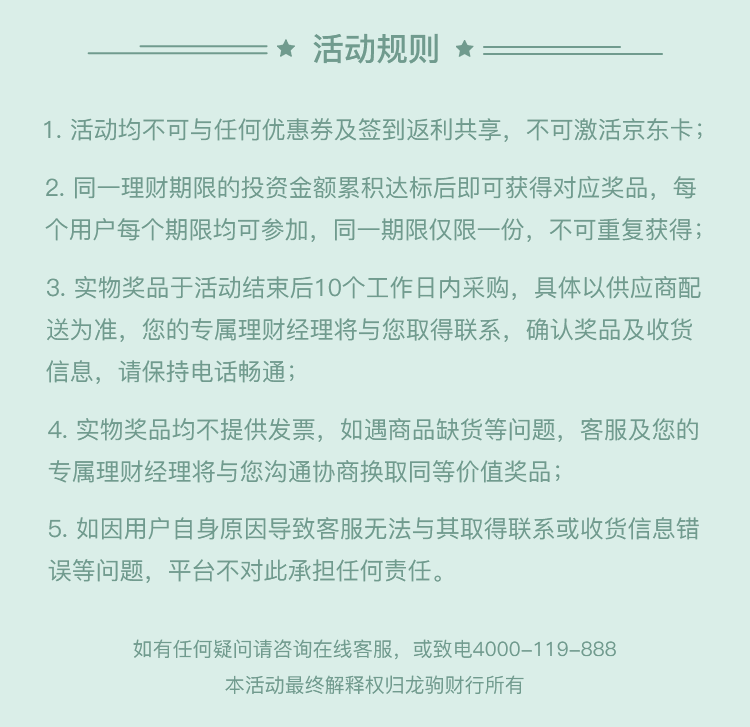 活动规则
1. 活动均不可与任何优惠券及签到返利共享，不可激活京东卡；
2. 同一理财期限的投资金额累积达标后即可获得对应奖品，每
个用户每个期限均可参加，同一期限仅限一份，不可重复获得；
3. 实物奖品于活动结束后10个工作日内采购，具体以供应商配
送为准，您的专属理财经理将与您取得联系，确认奖品及收货
信息，请保持电话畅通；
4. 实物奖品均不提供发票，如遇商品缺货等问题，客服及您的
专属理财经理将与您沟通协商换取同等价值奖品；
5. 如因用户自身原因导致客服无法与其取得联系或收货信息错
误等问题，平台不对此承担任何责任。
如有任何疑问请咨询在线客服，或致电4000-119-888
本活动最终解释权归龙驹财行所有